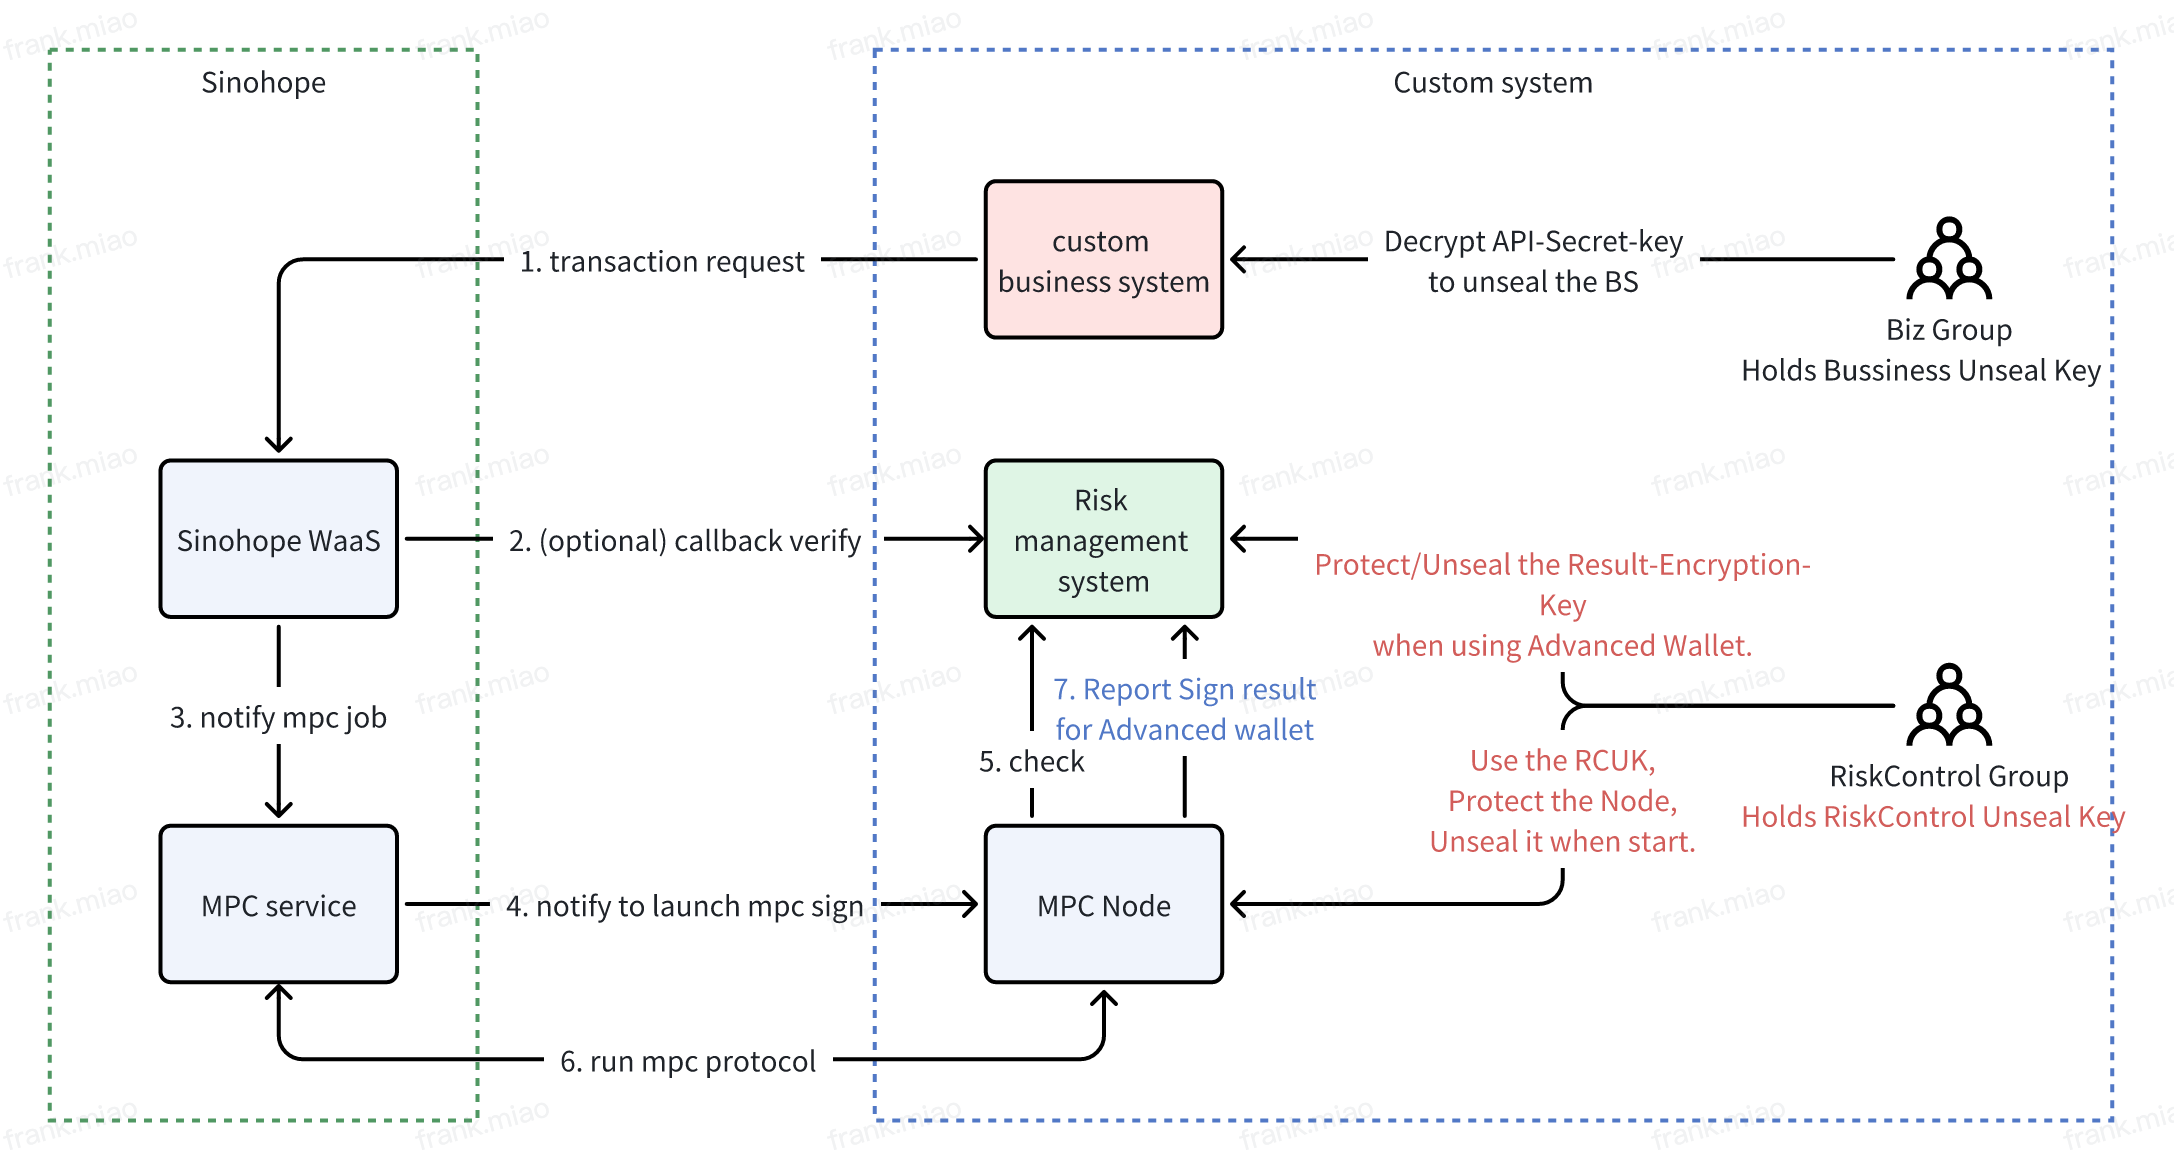 Sinohope
Custom system
1. transaction request
custom
business system
Decrypt API-Secret-key
to unseal the BS
Biz Group
Holds Bussiness Unseal Key
Sinohope WaaS
2. (optional) callback verify
Risk
management
system
Protect/Unseal the Result-Encryption-
Key
when using Advanced Wallet.
3. notify mpc job
7. Report Sign result
for Advanced wallet
5. check
Use the RCUK,
Protect the Node,
Unseal it when start.
RiskControl Group
Holds RiskControl Unseal Key
MPC service
4. notify to launch mpc sign
MPC Node
6. run mpc protocol
frank.miao